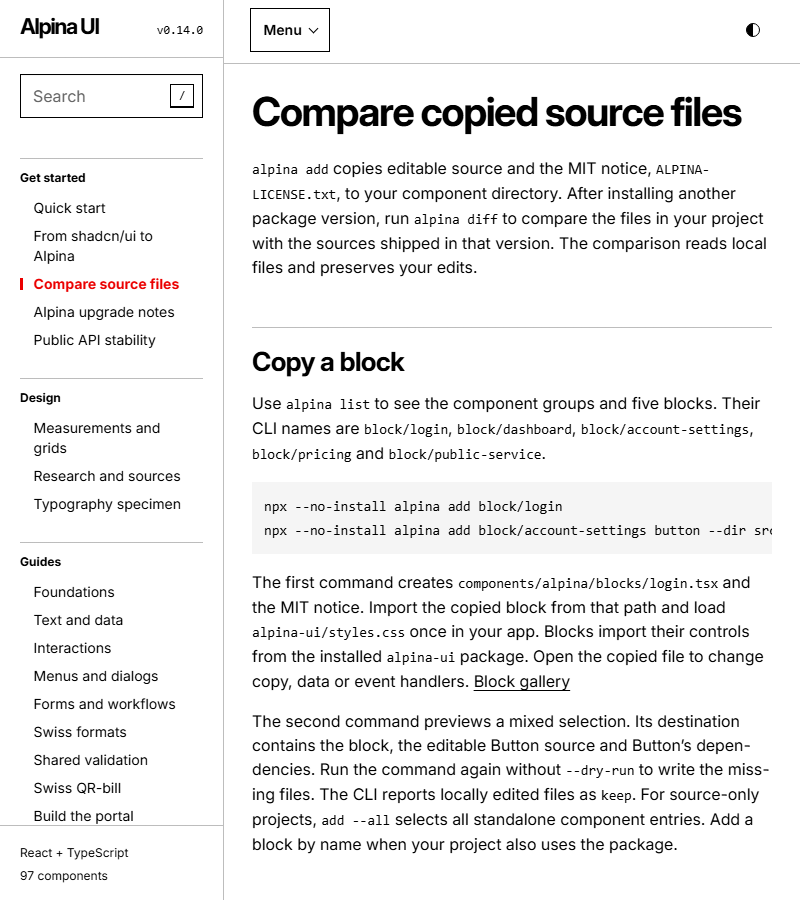 Alpina UI
v0.14.0
Search
/
Get started
Quick start
From shadcn/ui to
Alpina
Compare source files
Alpina upgrade notes
Public API stability
Design
Measurements and
grids
Research and sources
Typography specimen
Guides
Foundations
Text and data
Interactions
Menus and dialogs
Forms and workflows
Swiss formats
Shared validation
Swiss QR-bill
Build the portal
React + TypeScript
97 components
Menu
Compare copied source files
alpina add copies editable source and the MIT notice, ALPINA-
LICENSE.txt, to your component directory. After installing another
package version, run alpina diff to compare the files in your project
with the sources shipped in that version. The comparison reads local
files and preserves your edits.
Copy a block
Use alpina list to see the component groups and five blocks. Their
CLI names are block/login, block/dashboard, block/account-settings,
block/pricing and block/public-service.
npx --no-install alpina add block/login
npx --no-install alpina add block/account-settings button --dir src
The first command creates components/alpina/blocks/login.tsx and
the MIT notice. Import the copied block from that path and load
alpina-ui/styles.css once in your app. Blocks import their controls
from the installed alpina-ui package. Open the copied file to change
copy, data or event handlers. Block gallery
The second command previews a mixed selection. Its destination
contains the block, the editable Button source and Button's depen-
dencies. Run the command again without --dry-run to write the miss-
ing files. The CLI reports locally edited files as keep. For source-only
projects, add --all selects all standalone component entries. Add a
block by name when your project also uses the package.